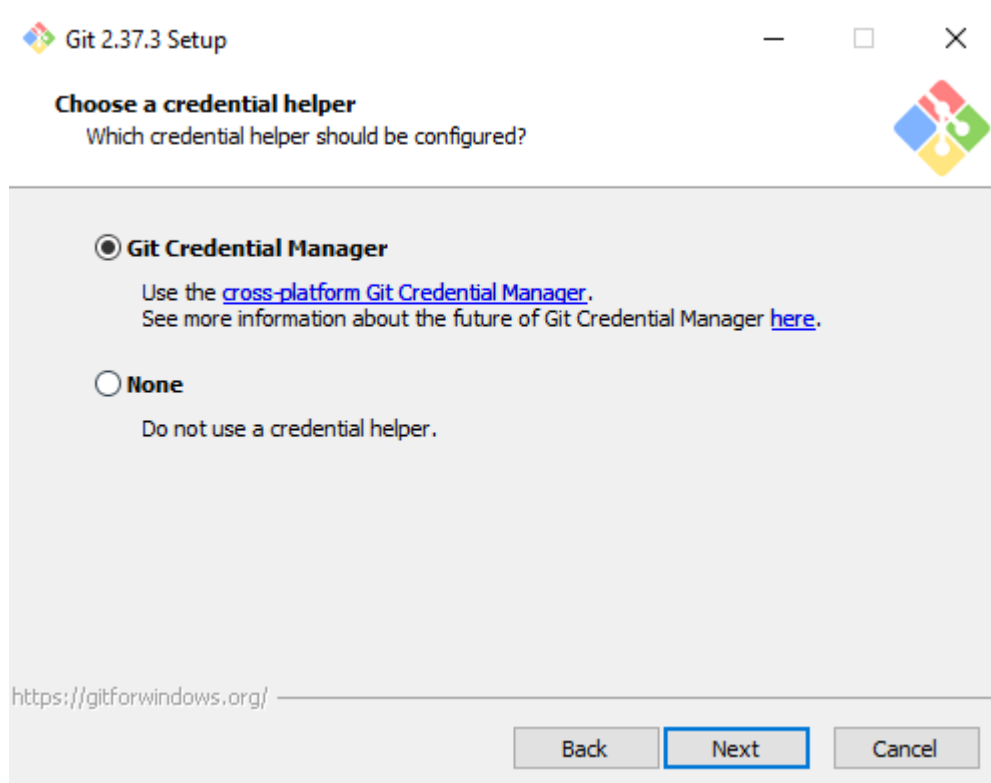 Git 2.37.3 Setup
Choose a credential helper
Which credential helper should be configured?
Git Credential Manager
Use the cross-platform Git Credential Manager.
See more information about the future of Git Credential Manager here.
None
Do not use a credential helper.
https://gitforwindows.org/
Back Next Cancel